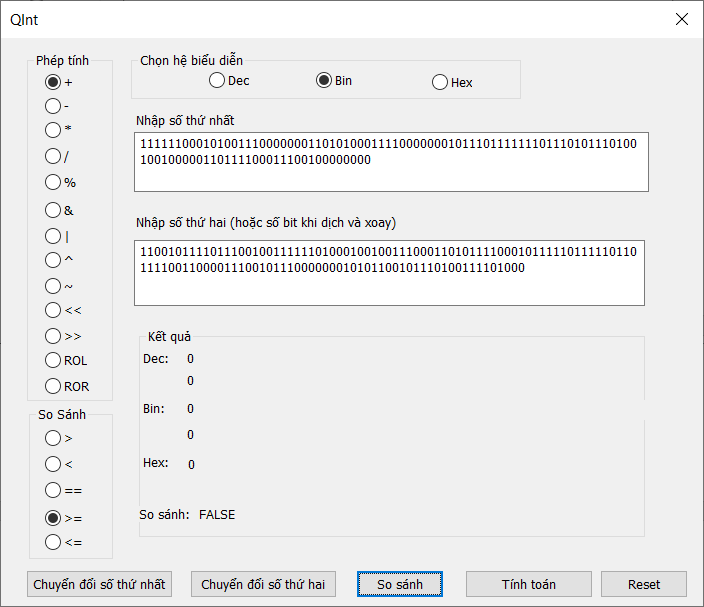 QInt
Phép tính
+
-
*
/
%
&
|
^
~
<<
>>
ROL
ROR
So Sánh
>
<
==
>=
<=
Chọn hệ biểu diễn
Dec Bin Hex
Nhập số thứ nhất
11111100010100111000000011010100011110000000101110111111101110101110100
1001000001101111000111001000000000
Nhập số thứ hai (hoặc số bit khi dịch và xoay)
11001011110111001001111110100010010011100011010111100010111110111110110
1111001100001110010111000000010101100101110100111101000
Kết quả
Dec: 0
0
Bin: 0
0
Hex: 0
So sánh: FALSE
Chuyển đổi số thứ nhất Chuyển đổi số thứ hai So sánh Tính toán Reset